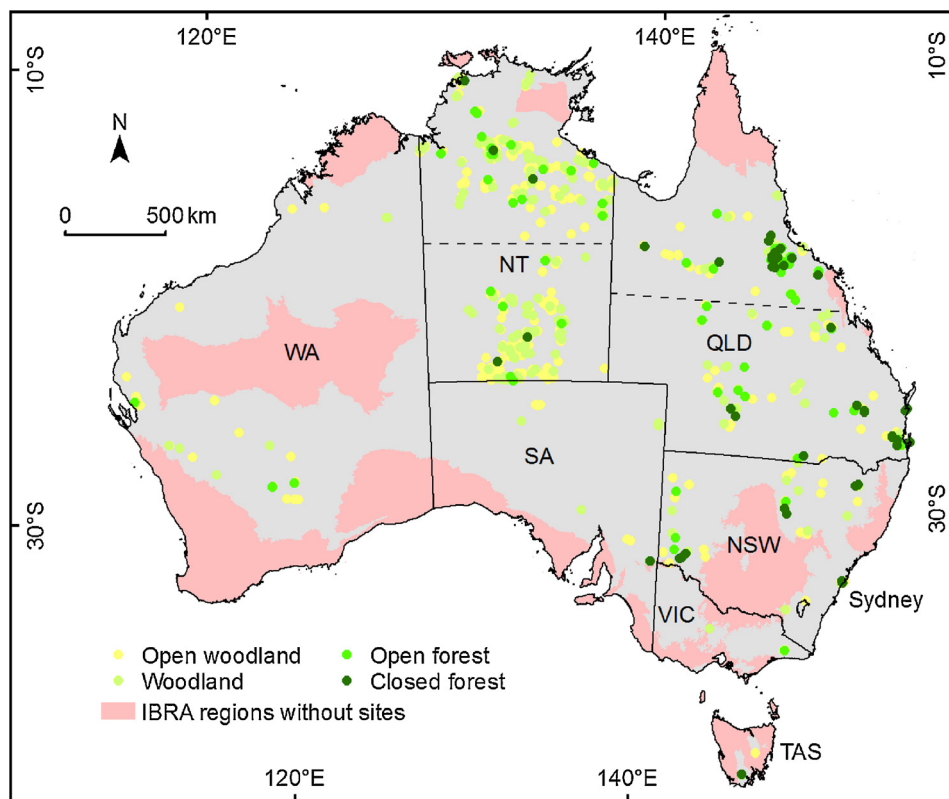 120°E 140°E
10°S 10°S
N
0 500 km
NT
WA
QLD
SA
30°S 30°S
NSW
Sydney
VIC
Open woodland Open forest
Woodland Closed forest
IBRA regions without sites
TAS
120°E 140°E